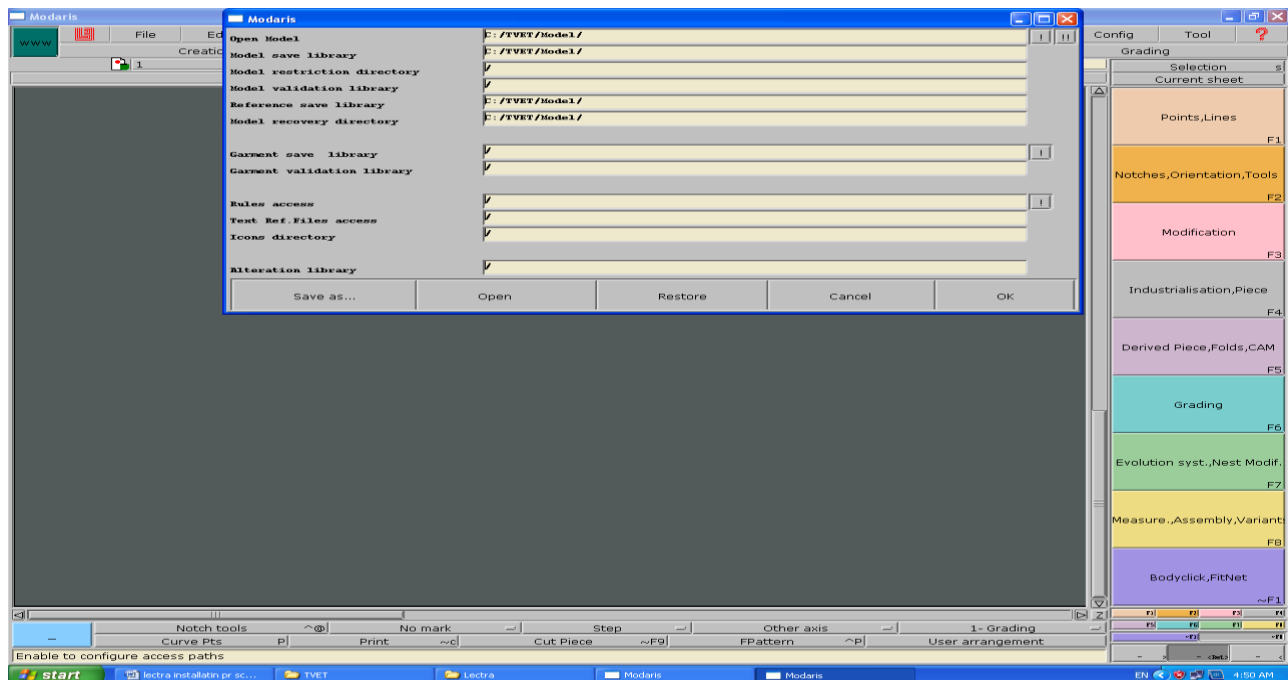 Modaris
www
File
Ed
Config
Tool
?
Creatio
Grading
1
Selection s
Current sheet
Modaris
Open Model C:/TVET/Model/ ! !!
Model save library C:/TVET/Model/
Model restriction directory /
Model validation library /
Reference save library C:/TVET/Model/
Model recovery directory C:/TVET/Model/
Garment save library / !
Garment validation library /
Rules access / !
Text Ref.Files access /
Icons directory /
Alteration library /
Save as... Open Restore Cancel OK
Points,Lines
F1
Notches,Orientation,Tools
F2
Modification
F3
Industrialisation,Piece
F4
Derived Piece,Folds,CAM
F5
Grading
F6
Evolution syst.,Nest Modif.
F7
Measure.,Assembly,Variants
F8
Bodyclick,FitNet
~F1
Z
Notch tools ^@ No mark Step Other axis 1- Grading
Curve Pts P Print ~c Cut Piece ~F9 FPattern ^P User arrangement
Enable to configure access paths
start lectra installatin pr sc... TVET Lectra Modaris Modaris EN 4:50 AM